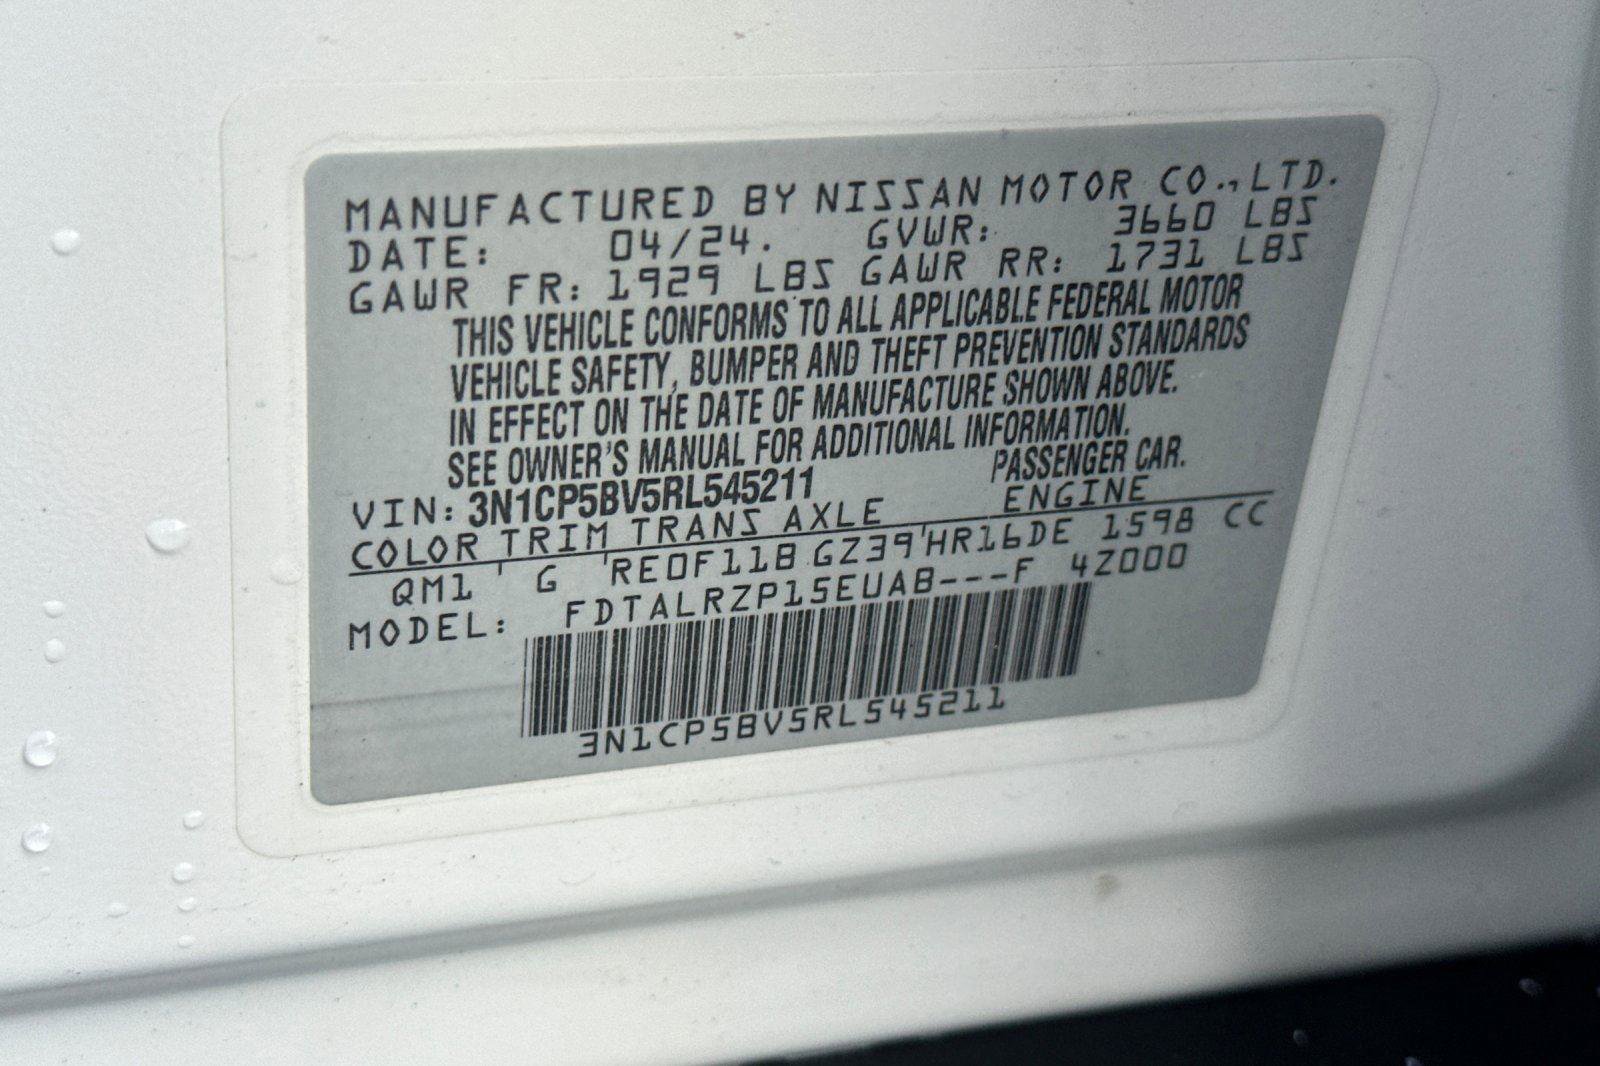 MANUFACTURED BY NISSAN MOTOR CO., LTD.
DATE: 04/24. GVWR: 3660 LBS
GAWR FR: 1929 LBS GAWR RR: 1731 LBS
THIS VEHICLE CONFORMS TO ALL APPLICABLE FEDERAL MOTOR
VEHICLE SAFETY, BUMPER AND THEFT PREVENTION STANDARDS
IN EFFECT ON THE DATE OF MANUFACTURE SHOWN ABOVE.
SEE OWNER'S MANUAL FOR ADDITIONAL INFORMATION.
VIN: 3N1CP5BV5RL545211 PASSENGER CAR.
COLOR TRIM TRANS AXLE ENGINE
QM1 G RE0F11B GZ39 HR16DE 1598 CC
MODEL: FDTALRZP15EUAB---F 4Z000
3N1CP5BV5RL545211